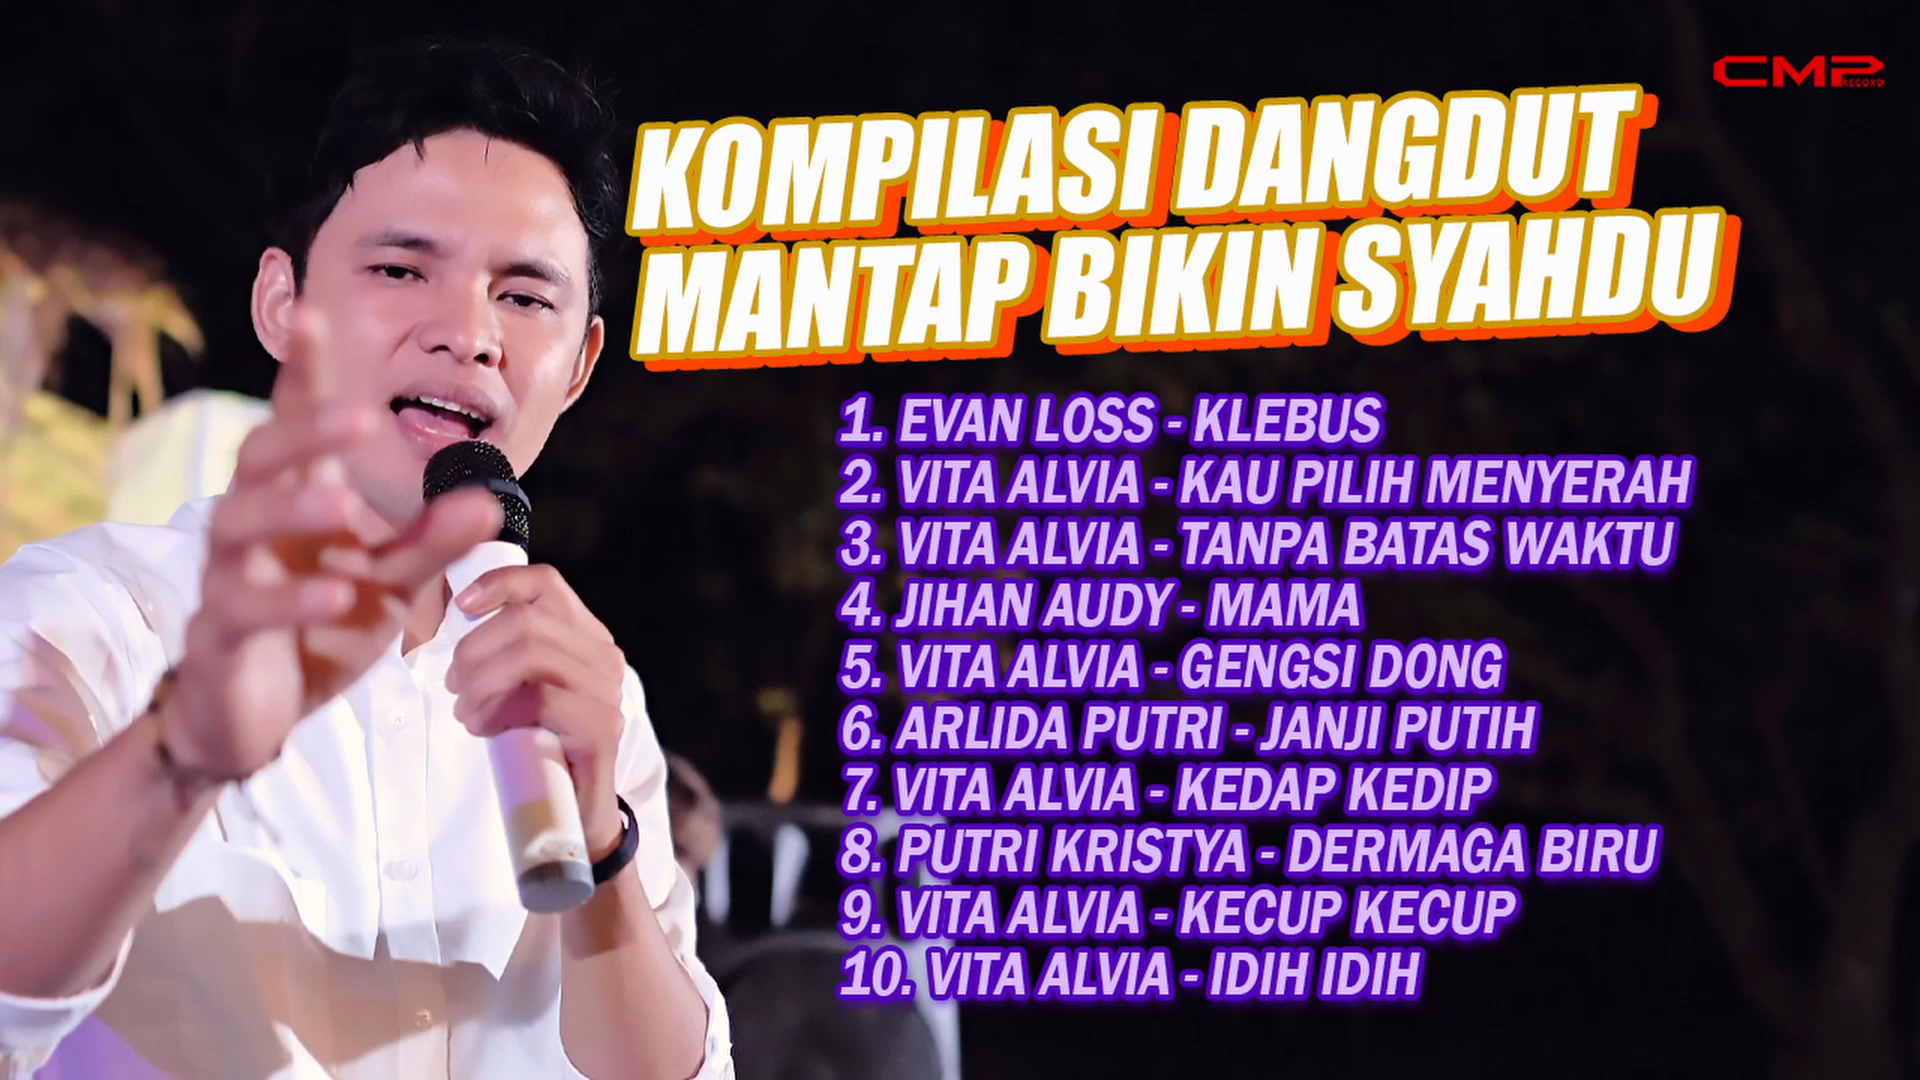 CMP
RECORD
KOMPILASI DANGDUT
MANTAP BIKIN SYAHDU
1. EVAN LOSS - KLEBUS
2. VITA ALVIA - KAU PILIH MENYERAH
3. VITA ALVIA - TANPA BATAS WAKTU
4. JIHAN AUDY - MAMA
5. VITA ALVIA - GENGSI DONG
6. ARLIDA PUTRI - JANJI PUTIH
7. VITA ALVIA - KEDAP KEDIP
8. PUTRI KRISTYA - DERMAGA BIRU
9. VITA ALVIA - KECUP KECUP
10. VITA ALVIA - IDIH IDIH